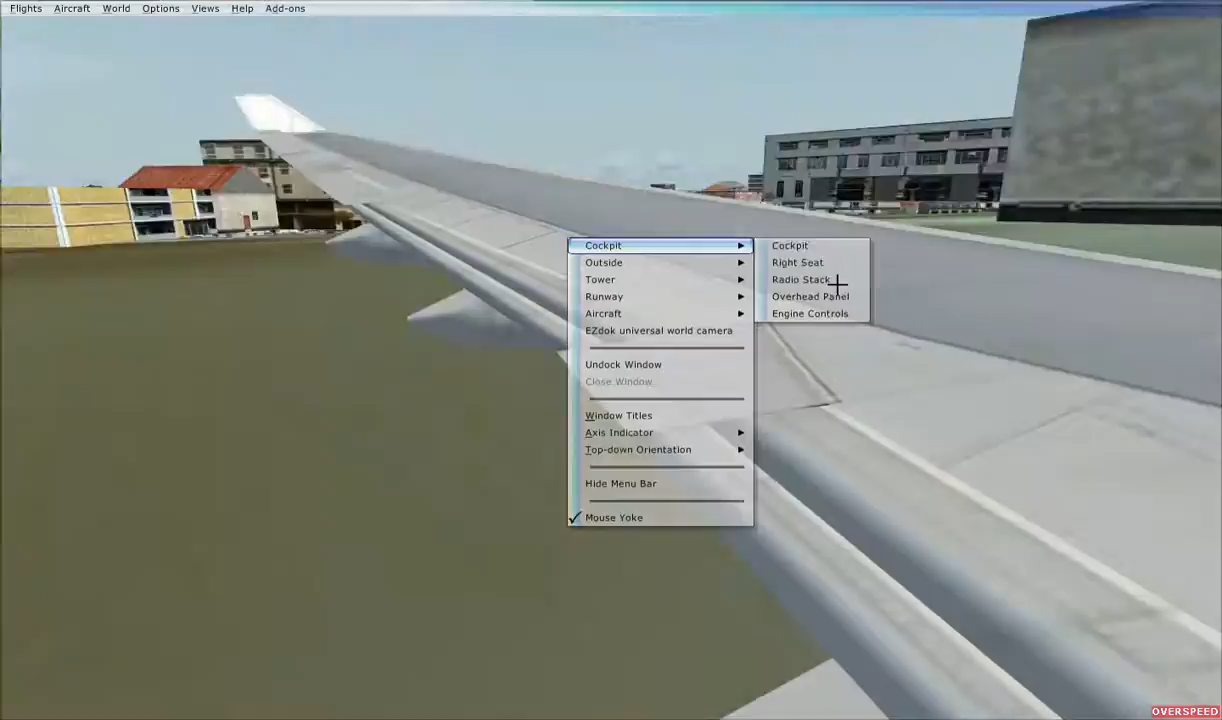 Flights Aircraft World Options Views Help Add-ons
Cockpit
Outside
Tower
Runway
Aircraft
EZdok universal world camera
Undock Window
Close Window
Window Titles
Axis Indicator
Top-down Orientation
Hide Menu Bar
Mouse Yoke
Cockpit
Right Seat
Radio Stack
Overhead Panel
Engine Controls
OVERSPEED